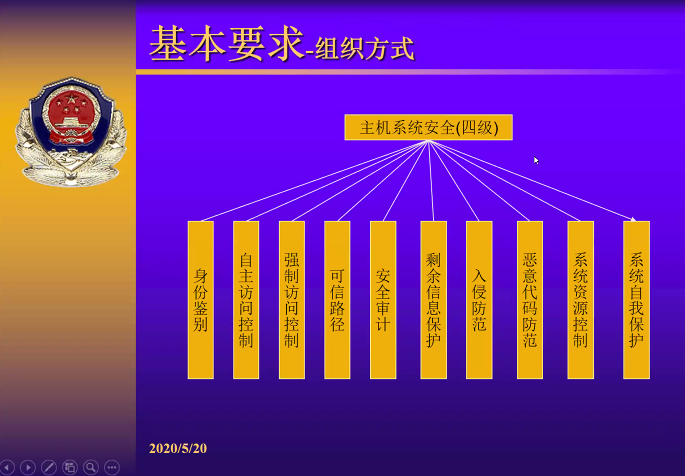 基本要求-组织方式
主机系统安全(四级)
身份鉴别
自主访问控制
强制访问控制
可信路径
安全审计
剩余信息保护
入侵防范
恶意代码防范
系统资源控制
系统自我保护
2020/5/20